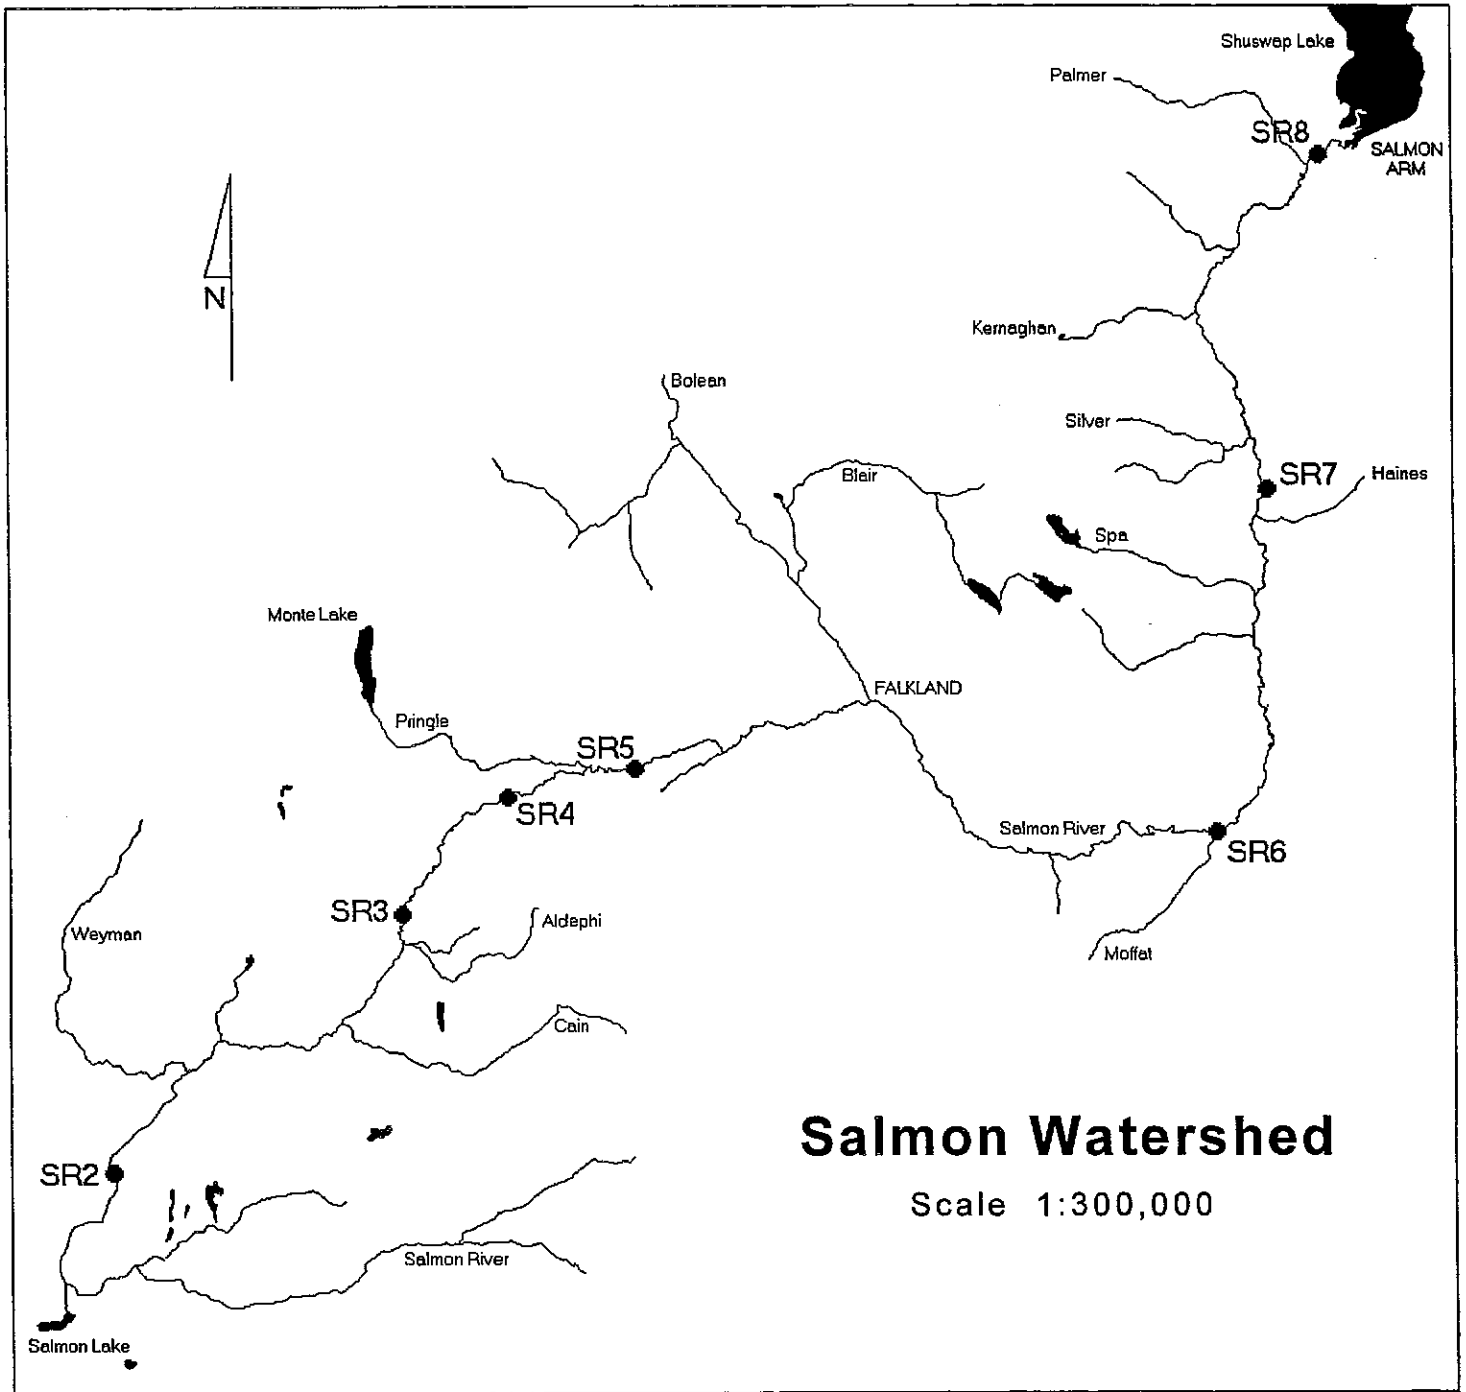 Shuswap Lake
Palmer
SR8
SALMON
ARM
N
Kernaghan
Bolean
Silver
Blair
SR7
Haines
Spa
Monte Lake
FALKLAND
Pringle
SR5
SR4
Salmon River
SR6
SR3
Aldephi
Weyman
Moffat
Cain
Salmon Watershed
SR2
Scale 1:300,000
Salmon River
Salmon Lake